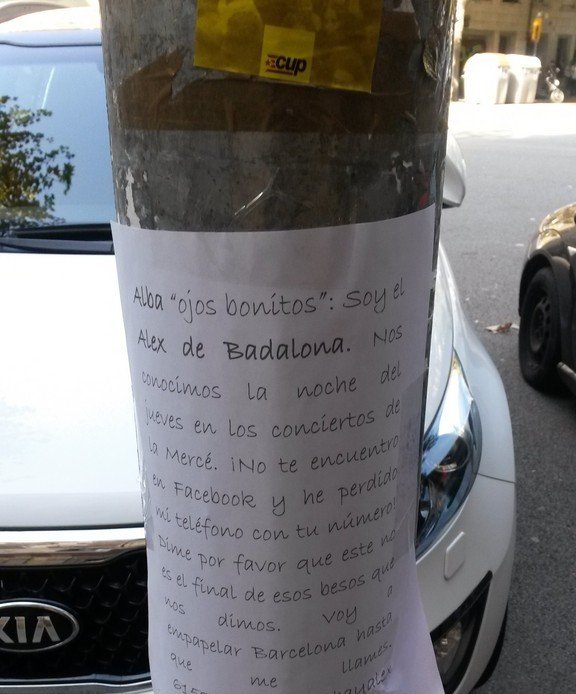 cup
Alba "ojos bonitos": Soy el
Alex de Badalona. Nos
conocimos la noche del
jueves en los conciertos de
la Mercé. ¡No te encuentro
en Facebook y he perdido
mi teléfono con tu número!
Dime por favor que este no
es el final de esos besos que
nos dimos. Voy a
empapelar Barcelona hasta
que me llames.
KIA